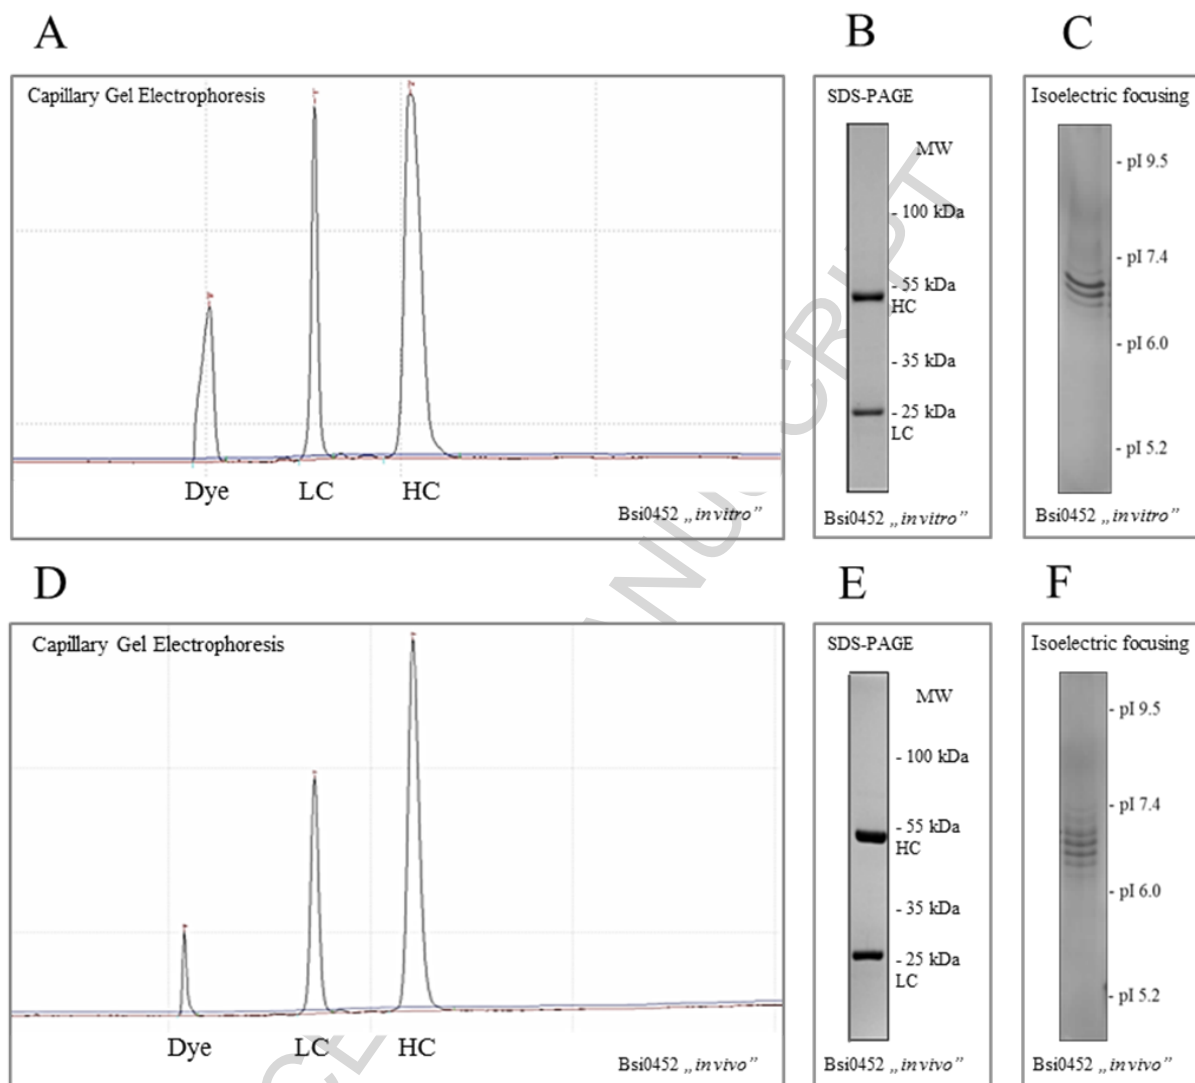 A
B
C
Capillary Gel Electrophoresis
SDS-PAGE
Isoelectric focusing
MW
- pI 9.5
- 100 kDa
- pI 7.4
- 55 kDa
HC
- pI 6.0
- 35 kDa
- 25 kDa
LC
- pI 5.2
Dye LC HC
Bsi0452 „invitro”
Bsi0452 „invitro”
Bsi0452 „invitro”
D
E
F
Capillary Gel Electrophoresis
SDS-PAGE
Isoelectric focusing
MW
- pI 9.5
- 100 kDa
- pI 7.4
- 55 kDa
HC
- pI 6.0
- 35 kDa
- 25 kDa
LC
- pI 5.2
Dye LC HC
Bsi0452 „invivo”
Bsi0452 „invivo”
Bsi0452 „invivo”